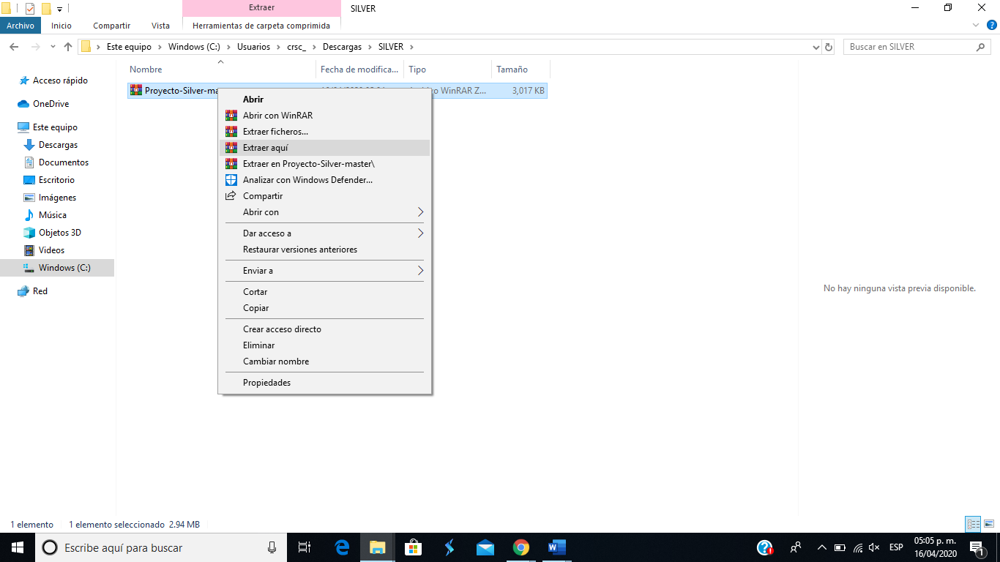 Extraer
SILVER
Archivo
Inicio
Compartir
Vista
Herramientas de carpeta comprimida
Este equipo
Windows (C:)
Usuarios
crsc_
Descargas
SILVER
Buscar en SILVER
Nombre
Fecha de modifica...
Tipo
Tamaño
Acceso rápido
OneDrive
Este equipo
Descargas
Documentos
Escritorio
Imágenes
Música
Objetos 3D
Videos
Windows (C:)
Red
Proyecto-Silver-ma
WinRAR Z...
3,017 KB
Abrir
Abrir con WinRAR
Extraer ficheros...
Extraer aquí
Extraer en Proyecto-Silver-master\
Analizar con Windows Defender...
Compartir
Abrir con
Dar acceso a
Restaurar versiones anteriores
Enviar a
Cortar
Copiar
Crear acceso directo
Eliminar
Cambiar nombre
Propiedades
No hay ninguna vista previa disponible.
1 elemento
1 elemento seleccionado 2.94 MB
Escribe aquí para buscar
ESP
05:05 p. m.
16/04/2020
1